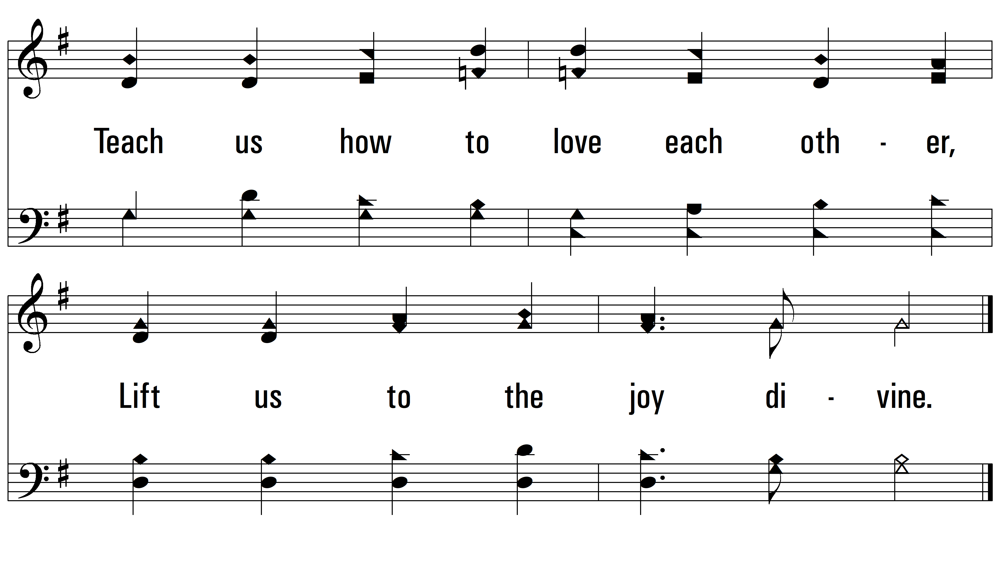 Teach us how to love each oth - er,
Lift us to the joy di - vine.